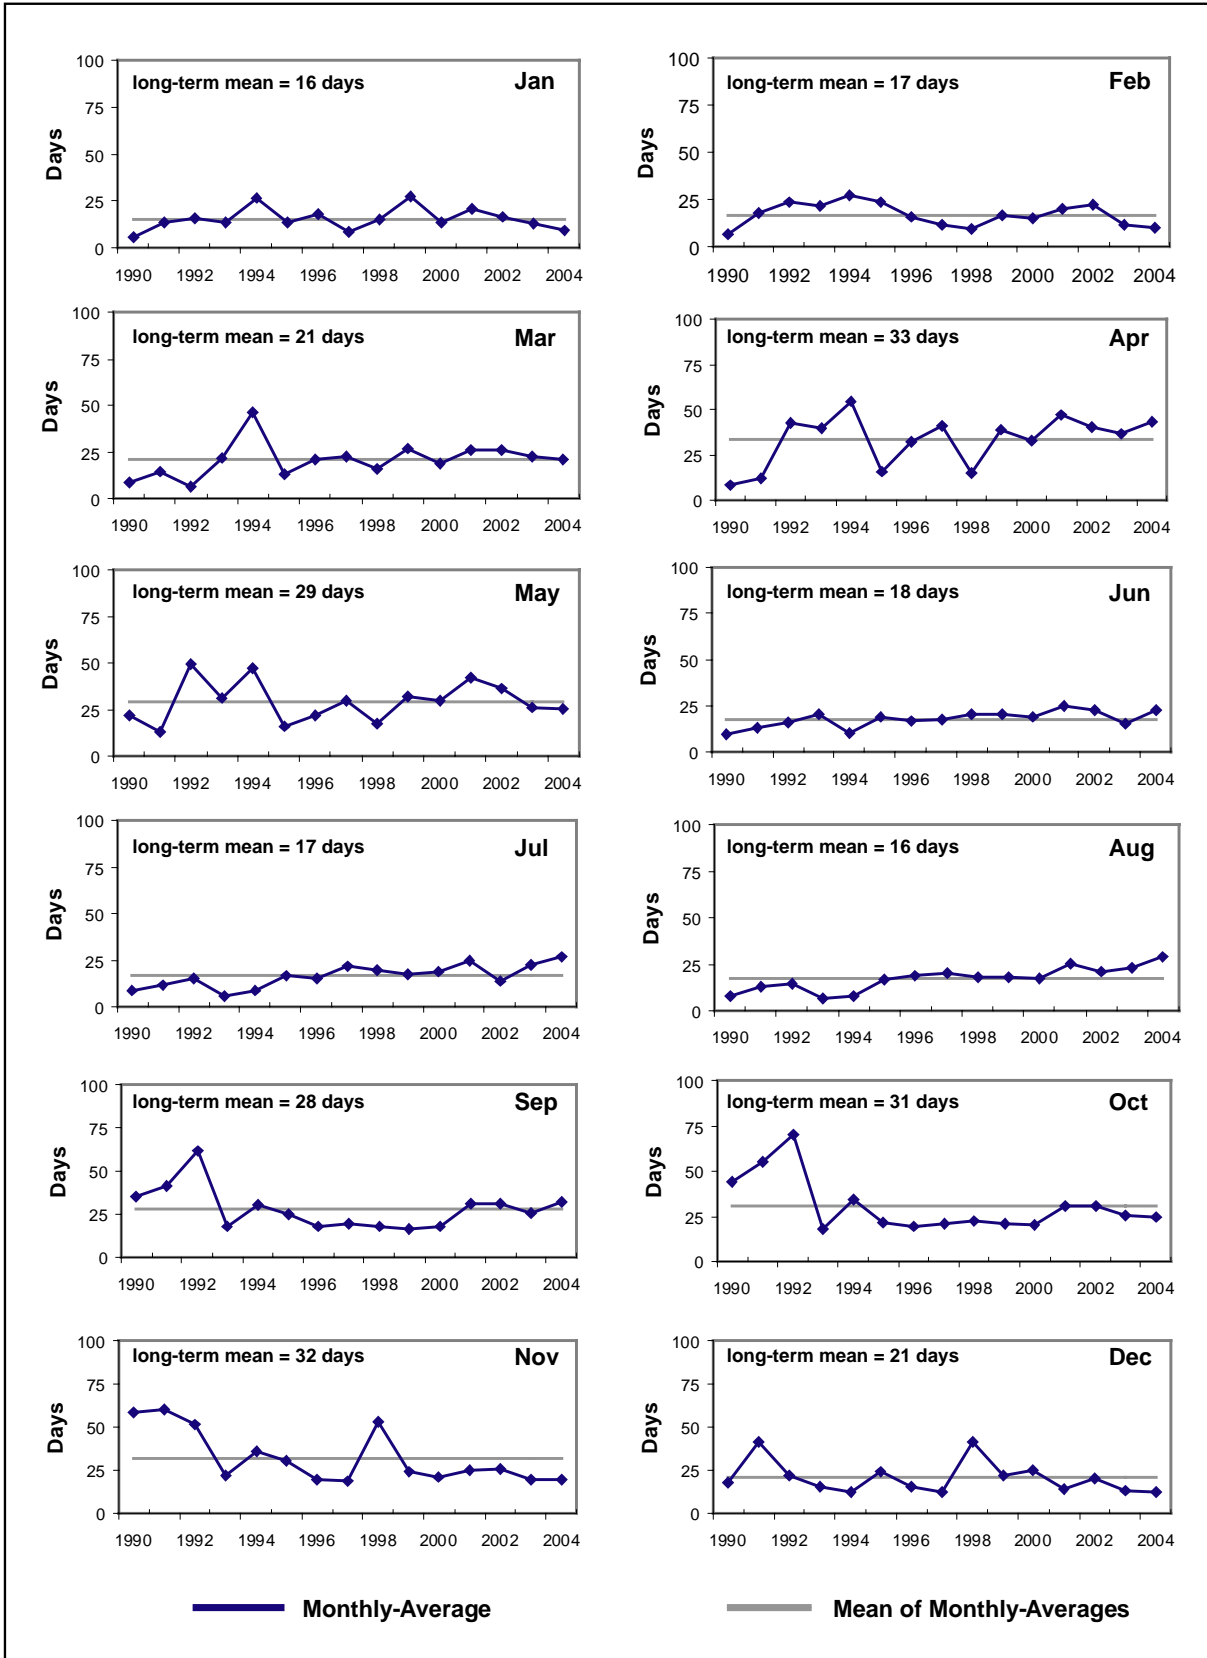 long-term mean = 16 days
Jan
100
75
50
25
0
Days
1990 1992 1994 1996 1998 2000 2002 2004
long-term mean = 17 days
Feb
100
75
50
25
0
Days
1990 1992 1994 1996 1998 2000 2002 2004
long-term mean = 21 days
Mar
100
75
50
25
0
Days
1990 1992 1994 1996 1998 2000 2002 2004
long-term mean = 33 days
Apr
100
75
50
25
0
Days
1990 1992 1994 1996 1998 2000 2002 2004
long-term mean = 29 days
May
100
75
50
25
0
Days
1990 1992 1994 1996 1998 2000 2002 2004
long-term mean = 18 days
Jun
100
75
50
25
0
Days
1990 1992 1994 1996 1998 2000 2002 2004
long-term mean = 17 days
Jul
100
75
50
25
0
Days
1990 1992 1994 1996 1998 2000 2002 2004
long-term mean = 16 days
Aug
100
75
50
25
0
Days
1990 1992 1994 1996 1998 2000 2002 2004
long-term mean = 28 days
Sep
100
75
50
25
0
Days
1990 1992 1994 1996 1998 2000 2002 2004
long-term mean = 31 days
Oct
100
75
50
25
0
Days
1990 1992 1994 1996 1998 2000 2002 2004
long-term mean = 32 days
Nov
100
75
50
25
0
Days
1990 1992 1994 1996 1998 2000 2002 2004
long-term mean = 21 days
Dec
100
75
50
25
0
Days
1990 1992 1994 1996 1998 2000 2002 2004
Monthly-Average
Mean of Monthly-Averages